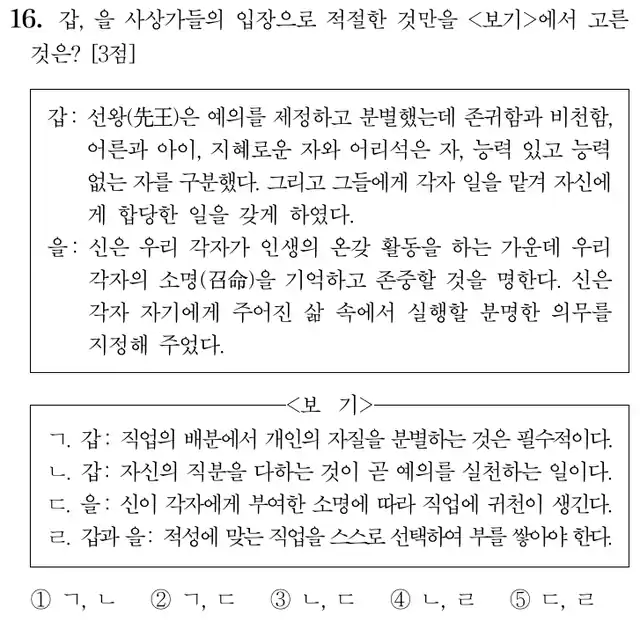 16. 갑, 을 사상가들의 입장으로 적절한 것만을 <보기>에서 고른
것은? [3점]
갑: 선왕(先王)은 예의를 제정하고 분별했는데 존귀함과 비천함,
어른과 아이, 지혜로운 자와 어리석은 자, 능력 있고 능력
없는 자를 구분했다. 그리고 그들에게 각자 일을 맡겨 자신에
게 합당한 일을 갖게 하였다.
을: 신은 우리 각자가 인생의 온갖 활동을 하는 가운데 우리
각자의 소명(召命)을 기억하고 존중할 것을 명한다. 신은
각자 자기에게 주어진 삶 속에서 실행할 분명한 의무를
지정해 주었다.
<보 기>
ㄱ. 갑: 직업의 배분에서 개인의 자질을 분별하는 것은 필수적이다.
ㄴ. 갑: 자신의 직분을 다하는 것이 곧 예의를 실천하는 일이다.
ㄷ. 을: 신이 각자에게 부여한 소명에 따라 직업에 귀천이 생긴다.
ㄹ. 갑과 을: 적성에 맞는 직업을 스스로 선택하여 부를 쌓아야 한다.
① ㄱ, ㄴ ② ㄱ, ㄷ ③ ㄴ, ㄷ ④ ㄴ, ㄹ ⑤ ㄷ, ㄹ